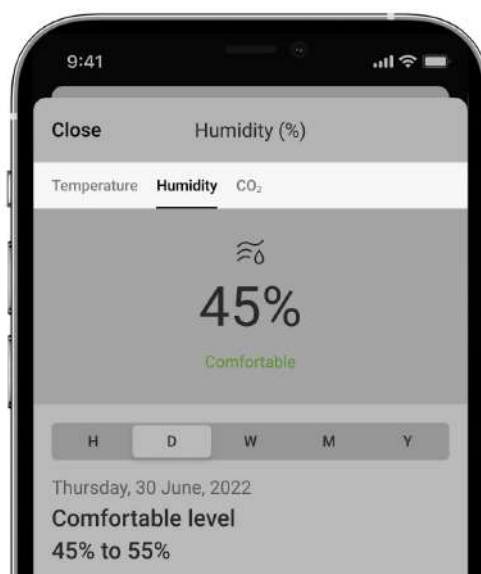 9:41
Close Humidity (%)
Temperature Humidity CO₂
45%
Comfortable
H D W M Y
Thursday, 30 June, 2022
Comfortable level
45% to 55%